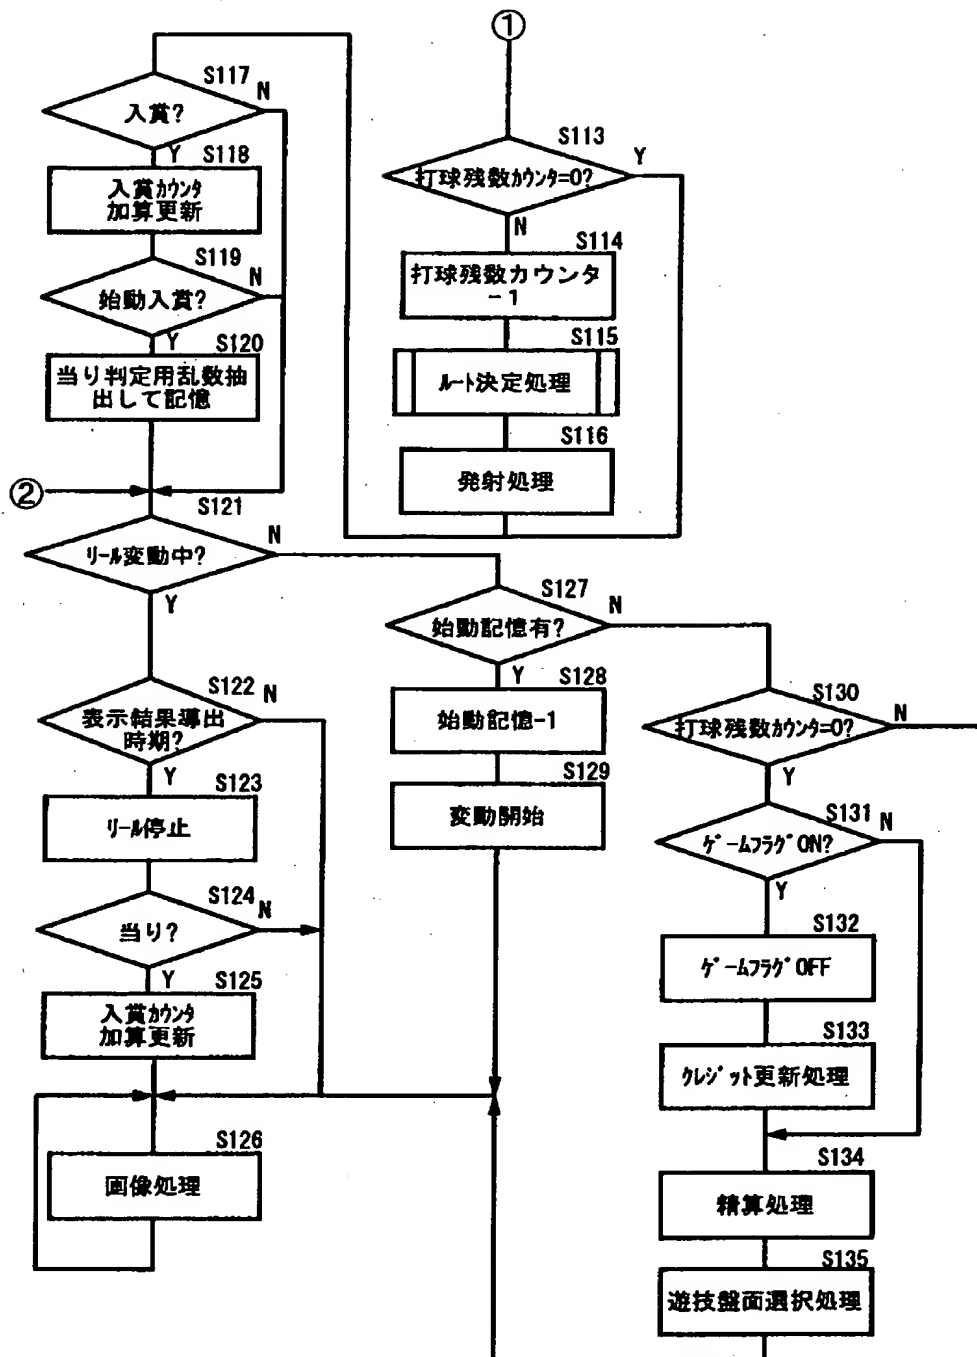 ①
S113
打球残数カウンタ=0?
Y
N
S114
打球残数カウンタ
-1
S115
ルート決定処理
S116
発射処理
S117
入賞?
N
Y
S118
入賞カウンタ
加算更新
S119
始動入賞?
N
Y
S120
当り判定用乱数抽
出して記憶
②
S121
リール変動中?
N
Y
S122
表示結果導出
時期?
N
Y
S123
リール停止
S124
当り?
N
Y
S125
入賞カウンタ
加算更新
S126
画像処理
S127
始動記憶有?
N
Y
S128
始動記憶-1
S129
変動開始
S130
打球残数カウンタ=0?
N
Y
S131
ゲームフラグON?
N
Y
S132
ゲームフラグOFF
S133
クレジット更新処理
S134
精算処理
S135
遊技盤面選択処理